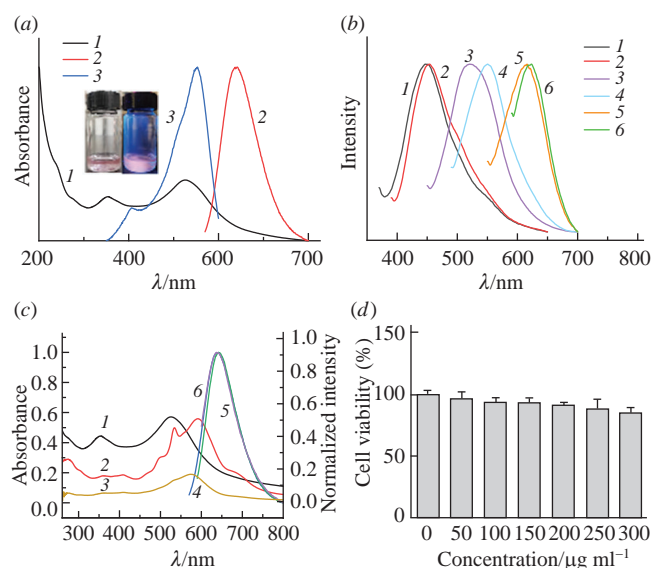 (a)
1
2
3
3
2
1
Absorbance
200 300 400 500 600 700
λ/nm
(b)
1
2
3
4
5
6
1
2
3
4
5
6
Intensity
400 500 600 700 800
λ/nm
(c)
1.0
0.8
0.6
0.4
0.2
0.0
Absorbance
1.0
0.8
0.6
0.4
0.2
0.0
Normalized intensity
6
5
1
2
3
4
300 400 500 600 700 800
λ/nm
(d)
Cell viability (%)
150
100
50
0
0 50 100 150 200 250 300
Concentration/μg ml⁻¹